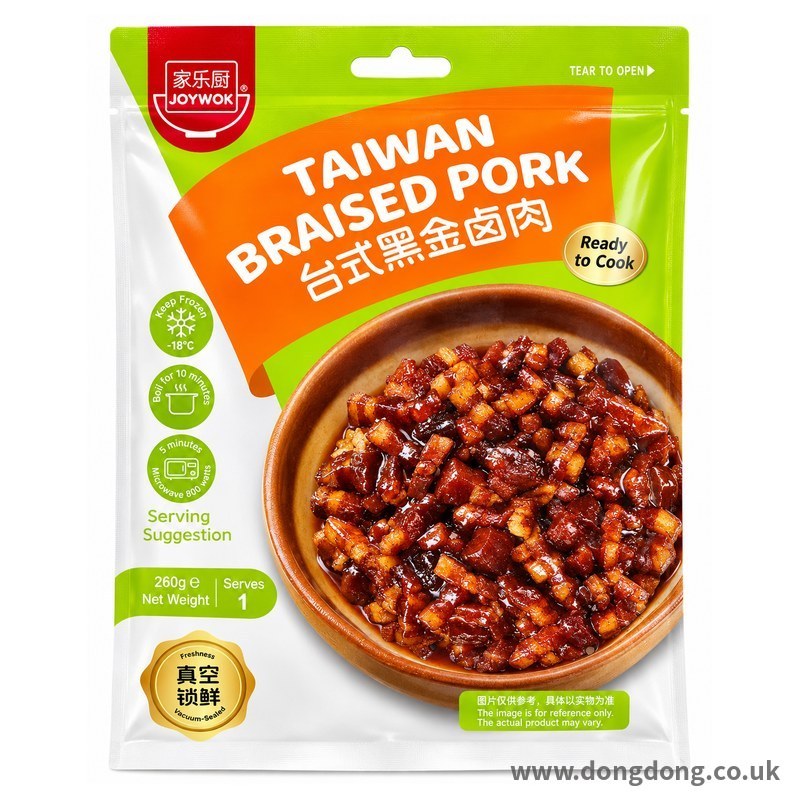 家乐厨
JOYWOK®
TEAR TO OPEN
TAIWAN
BRAISED PORK
台式黑金卤肉
Ready
to Cook
Keep Frozen
-18°C
Boil for 10 minutes
5 minutes
Microwave 800 watts
Serving
Suggestion
260g e
Net Weight
Serves
1
Freshness
真空
锁鲜
Vacuum-Sealed
图片仅供参考，具体以实物为准
The image is for reference only.
The actual product may vary.
www.dongdong.co.uk